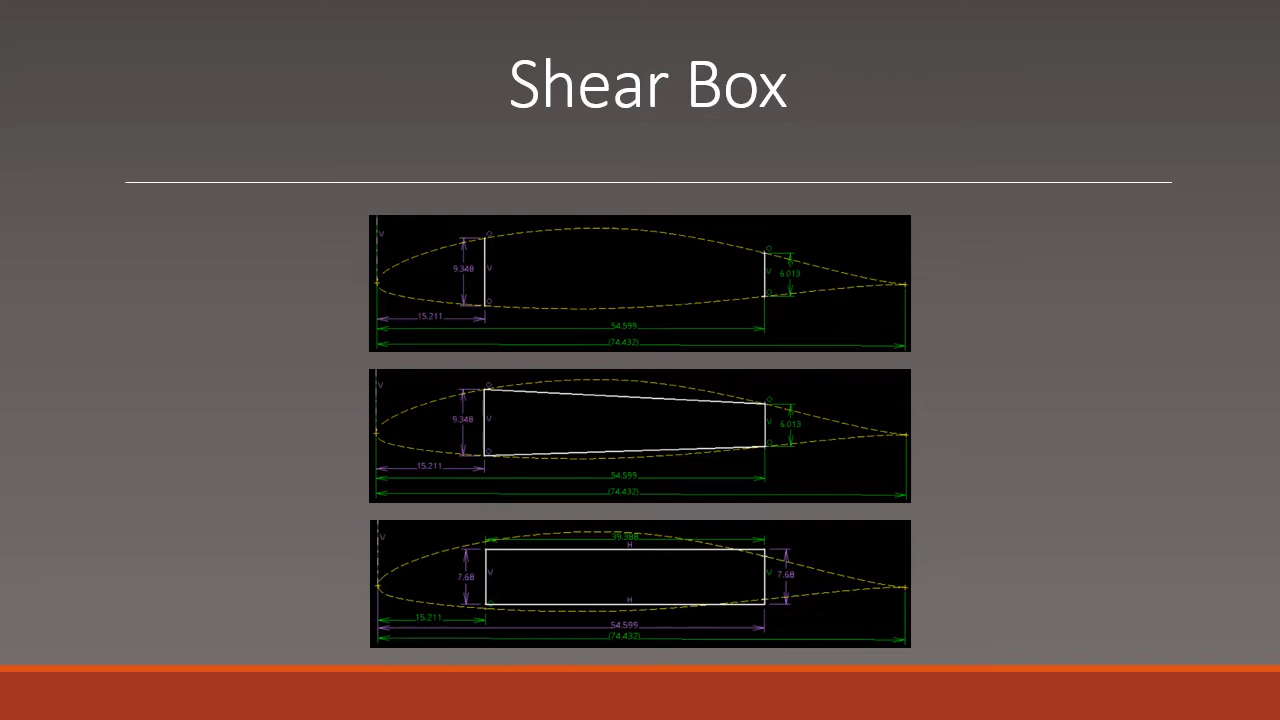 Shear Box
V
9.348
V
V
6.013
15.211
54.599
(74.432)
V
9.348
V
V
6.013
15.211
54.599
(74.432)
V
39.388
H
7.68
V
V
7.68
H
15.211
54.599
(74.432)